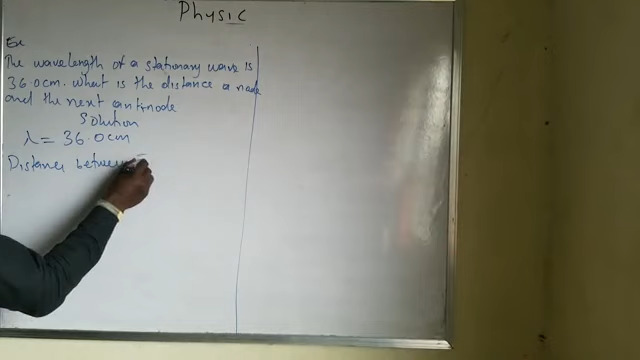 Physic
Ex
The wavelength of a stationary wave is
36.0cm. What is the distance a node
and the next antinode
Solution
λ = 36.0cm
Distance between